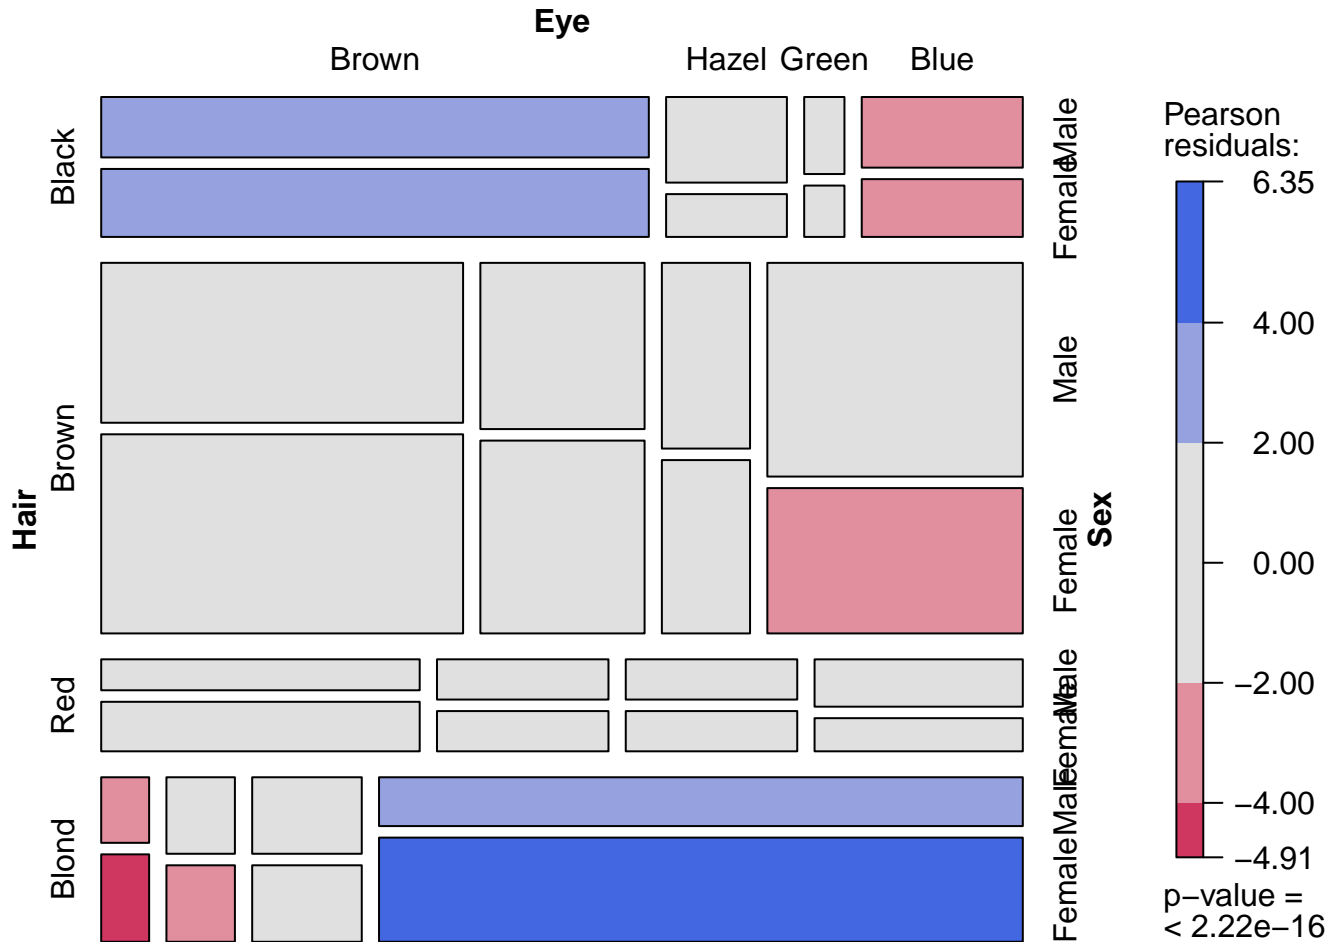 Eye
Brown Hazel Green Blue
Hair
Black
Brown
Red
Blond
Male
Female
Male
Female
Male
Female
Male
Female
Sex
Pearson
residuals:
6.35
4.00
2.00
0.00
−2.00
−4.00
−4.91
p−value =
< 2.22e−16